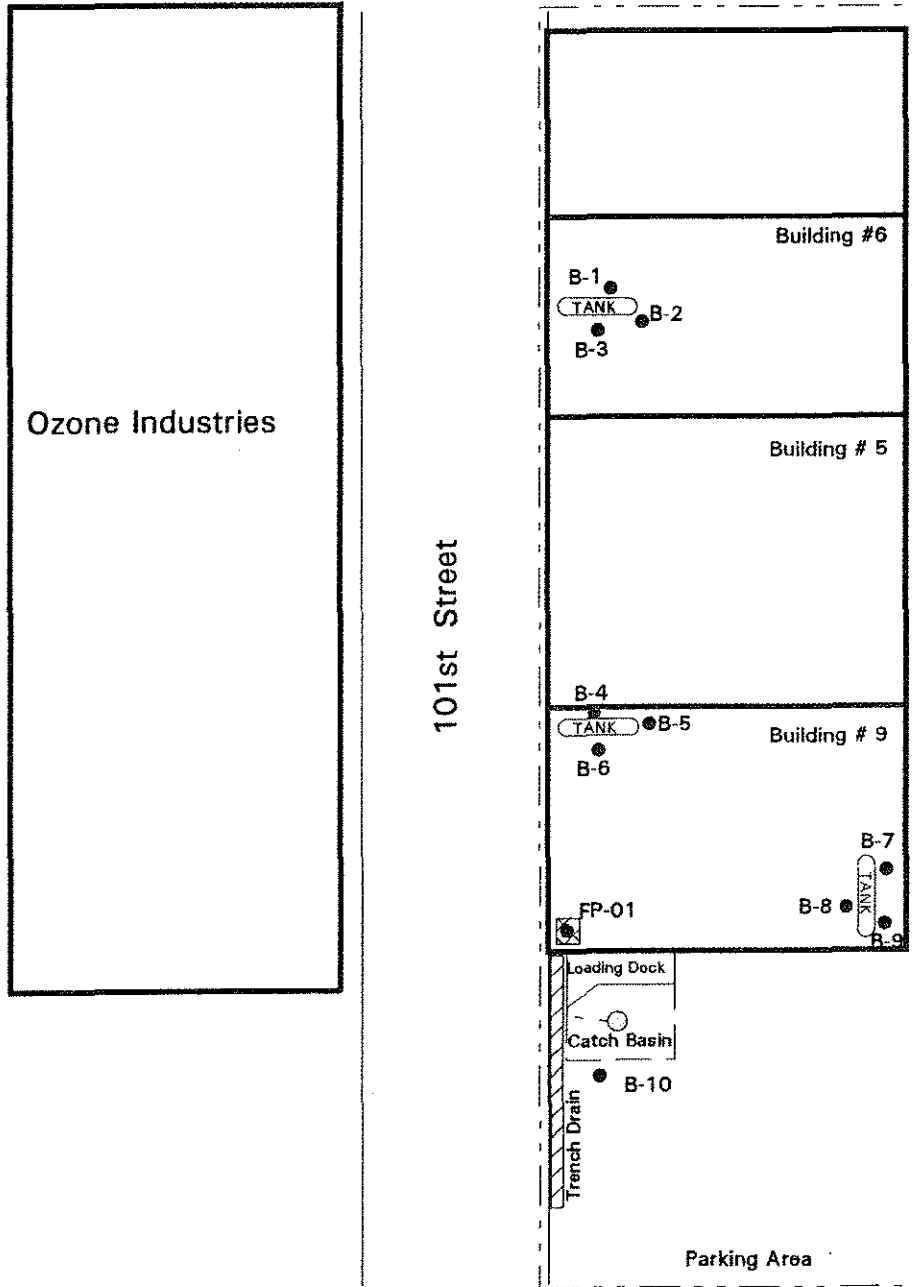 Building #6
B-1
TANK
B-2
B-3
Ozone Industries
Building # 5
101st Street
B-4
TANK
B-5
Building # 9
B-6
B-7
TANK
B-8
FP-01
B-9
Loading Dock
Catch Basin
B-10
Trench Drain
Parking Area